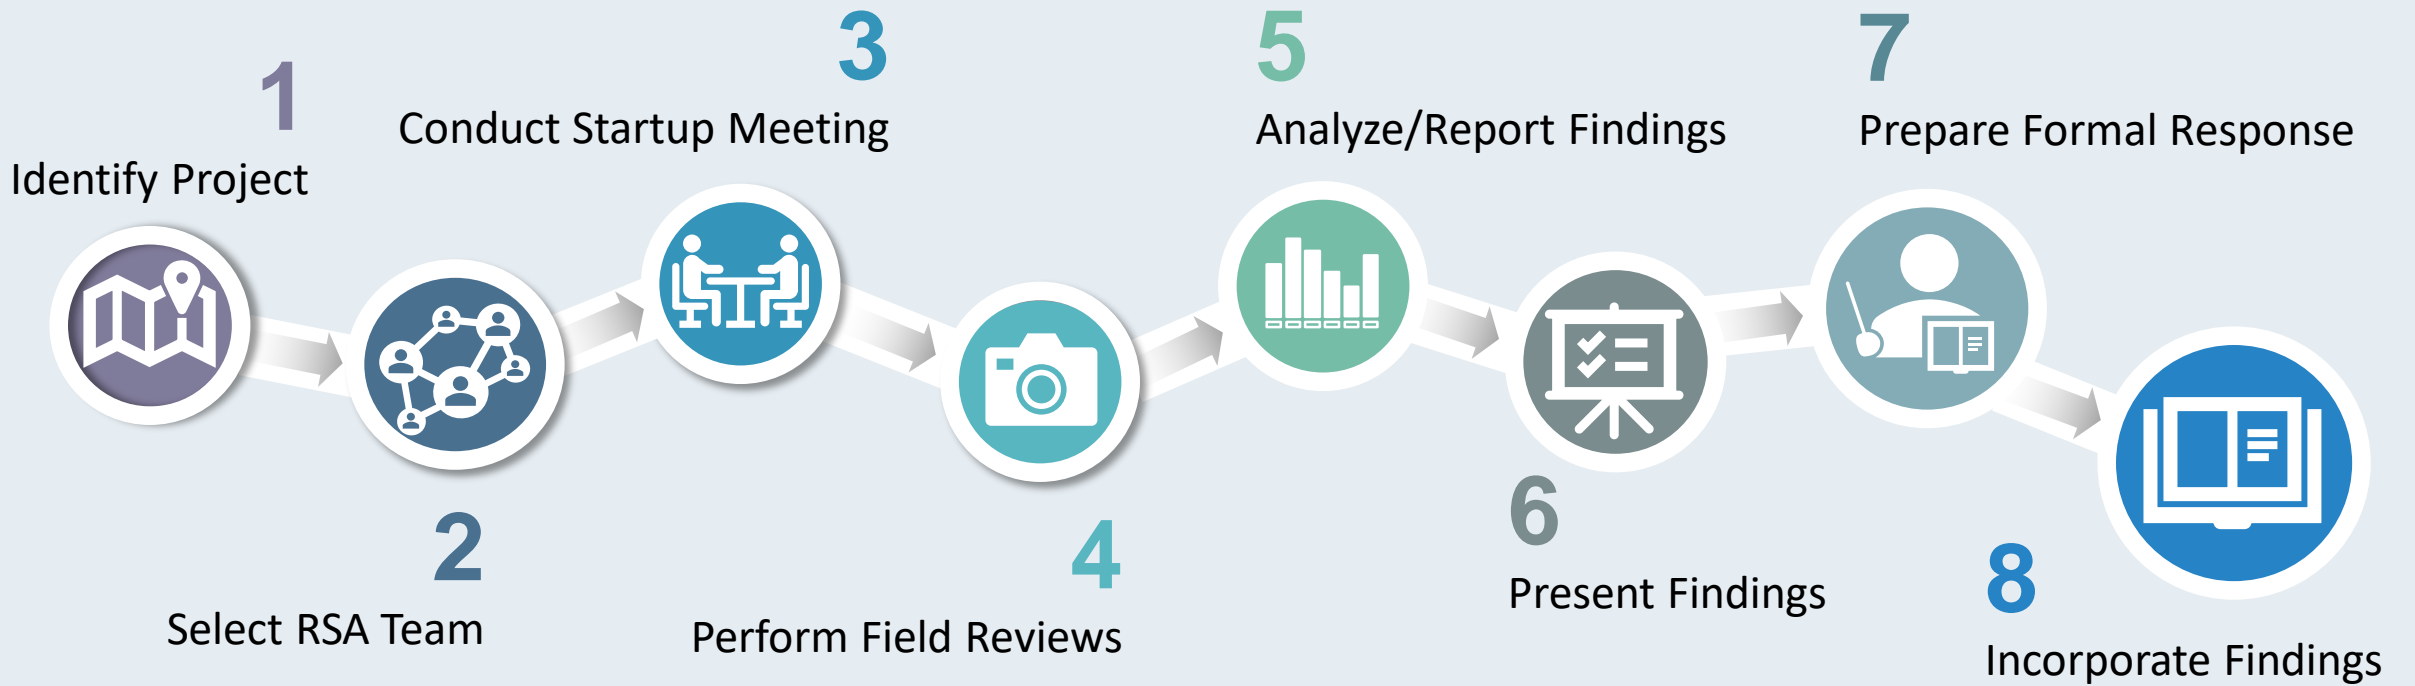 1
Identify Project
2
Select RSA Team
3
Conduct Startup Meeting
4
Perform Field Reviews
5
Analyze/Report Findings
6
Present Findings
7
Prepare Formal Response
8
Incorporate Findings